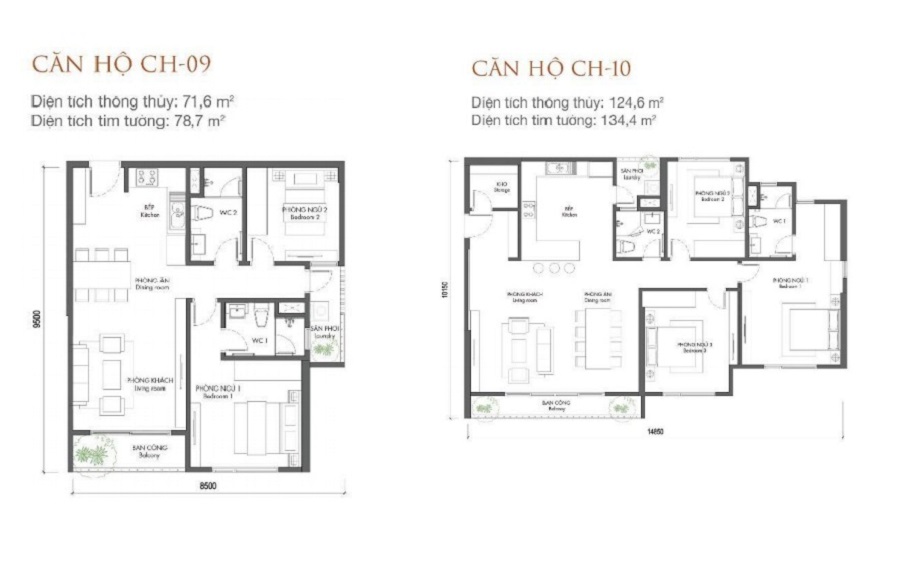 CĂN HỘ CH-09
Diện tích thông thủy: 71,6 m²
Diện tích tim tường: 78,7 m²
BẾP
Kitchen
WC 2
PHÒNG NGỦ 2
Bedroom 2
PHÒNG ĂN
Dining room
SÂN PHƠI
Laundry
WC 1
PHÒNG KHÁCH
Living room
PHÒNG NGỦ 1
Bedroom 1
BAN CÔNG
Balcony
9500
8500
CĂN HỘ CH-10
Diện tích thông thủy: 124,6 m²
Diện tích tim tường: 134,4 m²
KHO
Storage
BẾP
Kitchen
SÂN PHƠI
Laundry
PHÒNG NGỦ 2
Bedroom 2
WC 2
WC 1
PHÒNG KHÁCH
Living room
PHÒNG ĂN
Dining room
PHÒNG NGỦ 1
Bedroom 1
PHÒNG NGỦ 3
Bedroom 3
BAN CÔNG
Balcony
10150
14850